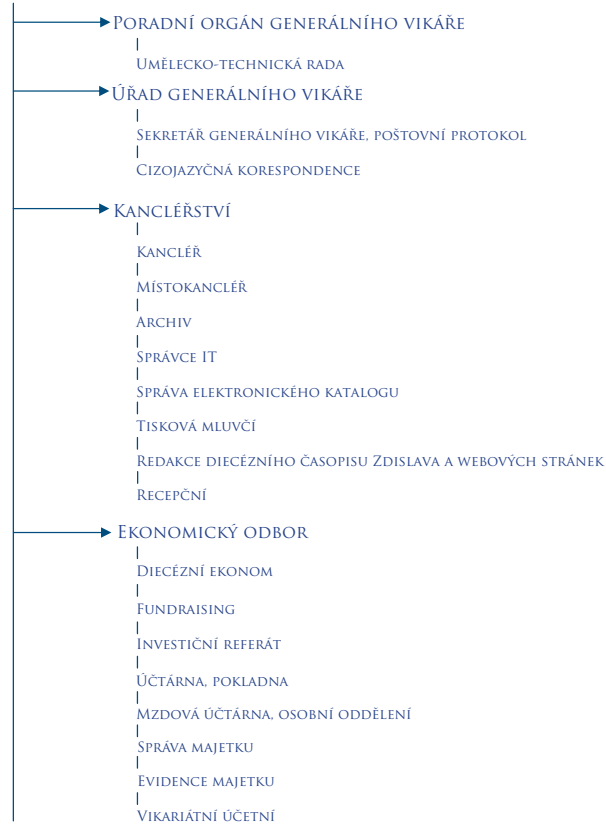 Poradní orgán generálního vikáře
Umělecko-technická rada
Úřad generálního vikáře
Sekretář generálního vikáře, poštovní protokol
Cizojazyčná korespondence
Kancléřství
Kancléř
Místokancléř
Archiv
Správce IT
Správa elektronického katalogu
Tisková mluvčí
Redakce diecézního časopisu Zdislava a webových stránek
Recepční
Ekonomický odbor
Diecézní ekonom
Fundraising
Investiční referát
Účtárna, pokladna
Mzdová účtárna, osobní oddělení
Správa majetku
Evidence majetku
Vikariátní účetní